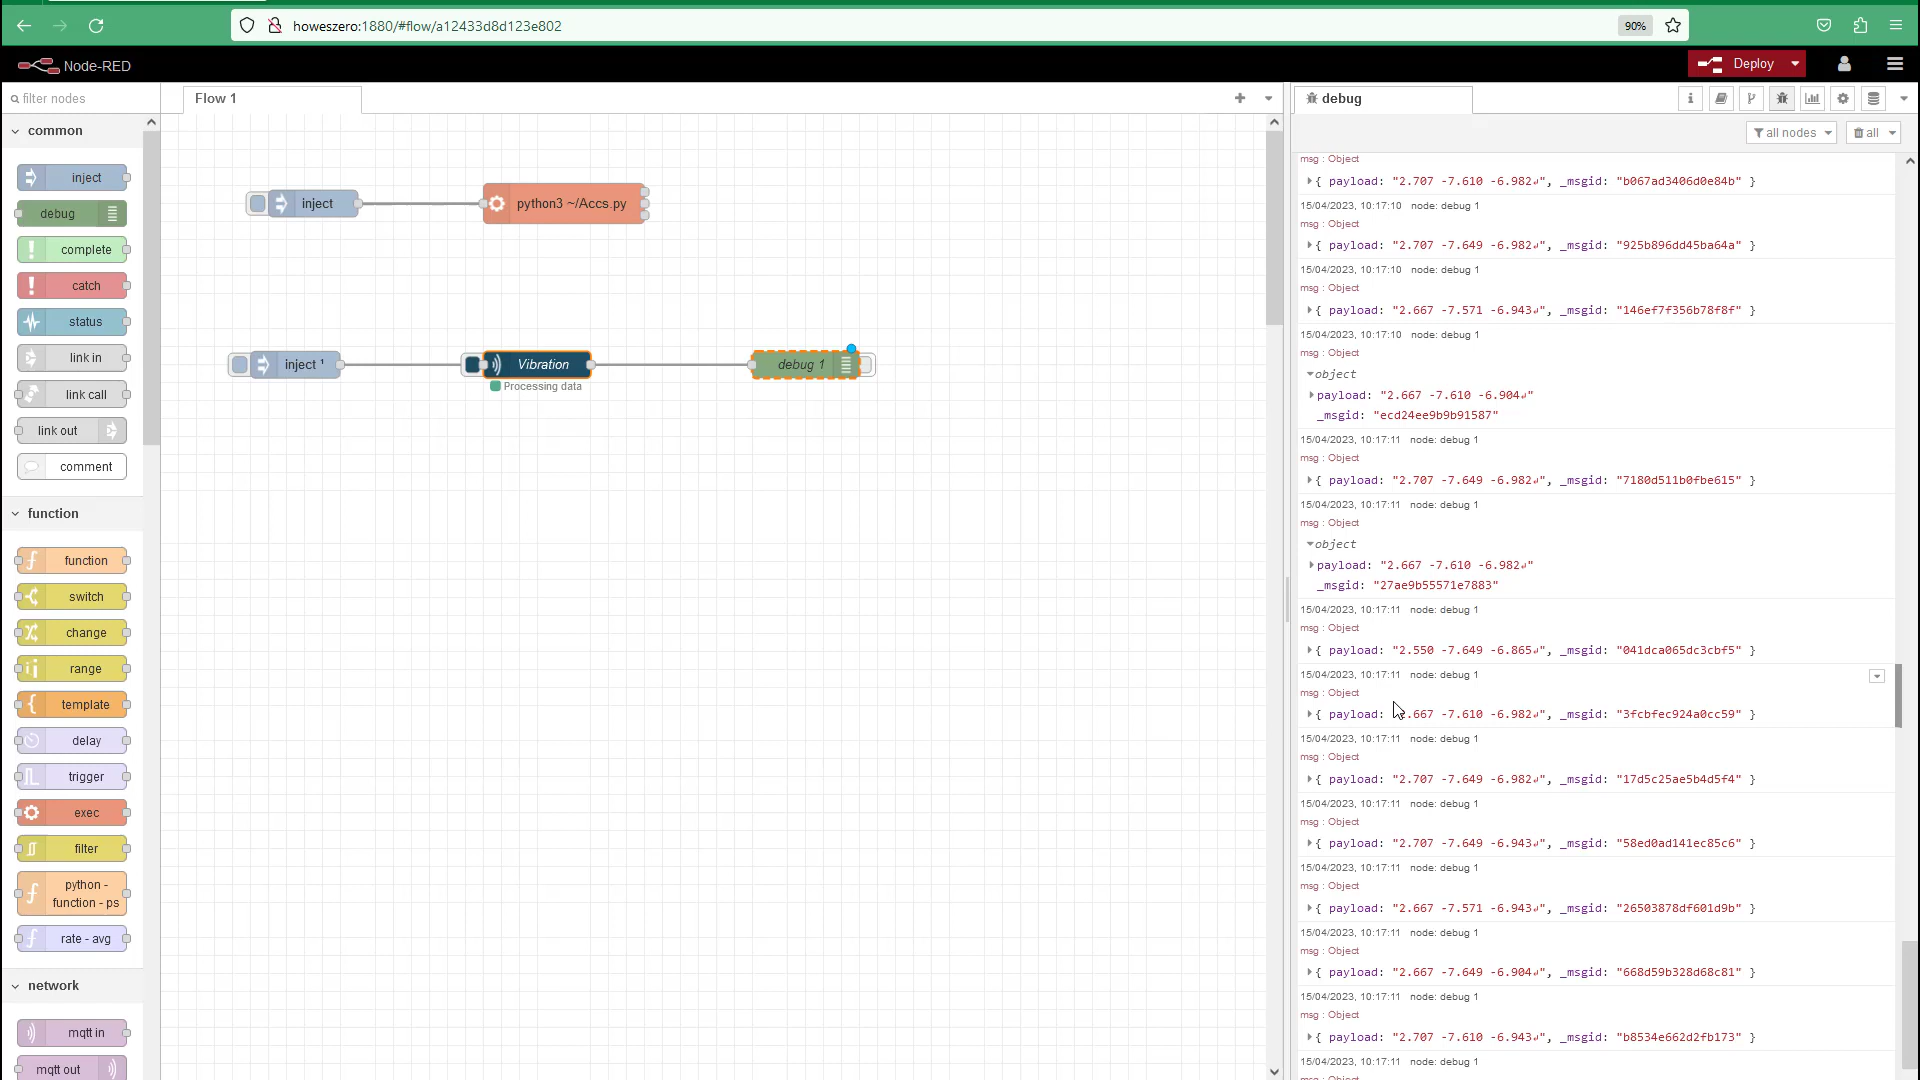 howeszero:1880/#flow/a12433d8d123e802
90%
Node-RED
Deploy
filter nodes
Flow 1
debug
all nodes
all
common
inject
debug
complete
catch
status
link in
link call
link out
comment
function
function
switch
change
range
template
delay
trigger
exec
filter
python -
function - ps
rate - avg
network
mqtt in
mqtt out
inject
python3 ~/Accs.py
inject ¹
Vibration
Processing data
debug 1
msg : Object
{ payload: "2.707 -7.610 -6.982↵", _msgid: "b067ad3406d0e84b" }
15/04/2023, 10:17:10 node: debug 1
msg : Object
{ payload: "2.707 -7.649 -6.982↵", _msgid: "925b896dd45ba64a" }
15/04/2023, 10:17:10 node: debug 1
msg : Object
{ payload: "2.667 -7.571 -6.943↵", _msgid: "146ef7f356b78f8f" }
15/04/2023, 10:17:10 node: debug 1
msg : Object
object
payload: "2.667 -7.610 -6.904↵"
_msgid: "ecd24ee9b9b91587"
15/04/2023, 10:17:11 node: debug 1
msg : Object
{ payload: "2.707 -7.649 -6.982↵", _msgid: "7180d511b0fbe615" }
15/04/2023, 10:17:11 node: debug 1
msg : Object
object
payload: "2.667 -7.610 -6.982↵"
_msgid: "27ae9b55571e7883"
15/04/2023, 10:17:11 node: debug 1
msg : Object
{ payload: "2.550 -7.649 -6.865↵", _msgid: "041dca065dc3cbf5" }
15/04/2023, 10:17:11 node: debug 1
msg : Object
{ payload: .667 -7.610 -6.982↵", _msgid: "3fcbfec924a0cc59" }
15/04/2023, 10:17:11 node: debug 1
msg : Object
{ payload: "2.707 -7.649 -6.982↵", _msgid: "17d5c25ae5b4d5f4" }
15/04/2023, 10:17:11 node: debug 1
msg : Object
{ payload: "2.707 -7.649 -6.943↵", _msgid: "58ed0ad141ec85c6" }
15/04/2023, 10:17:11 node: debug 1
msg : Object
{ payload: "2.667 -7.571 -6.943↵", _msgid: "26503878df601d9b" }
15/04/2023, 10:17:11 node: debug 1
msg : Object
{ payload: "2.667 -7.649 -6.904↵", _msgid: "668d59b328d68c81" }
15/04/2023, 10:17:11 node: debug 1
msg : Object
{ payload: "2.707 -7.610 -6.943↵", _msgid: "b8534e662d2fb173" }
15/04/2023, 10:17:11 node: debug 1
msg : Object